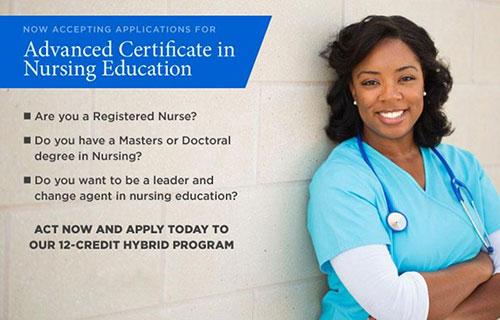 NOW ACCEPTING APPLICATIONS FOR
Advanced Certificate in
Nursing Education
■ Are you a Registered Nurse?
■ Do you have a Masters or Doctoral
degree in Nursing?
■ Do you want to be a leader and
change agent in nursing education?
ACT NOW AND APPLY TODAY TO
OUR 12-CREDIT HYBRID PROGRAM